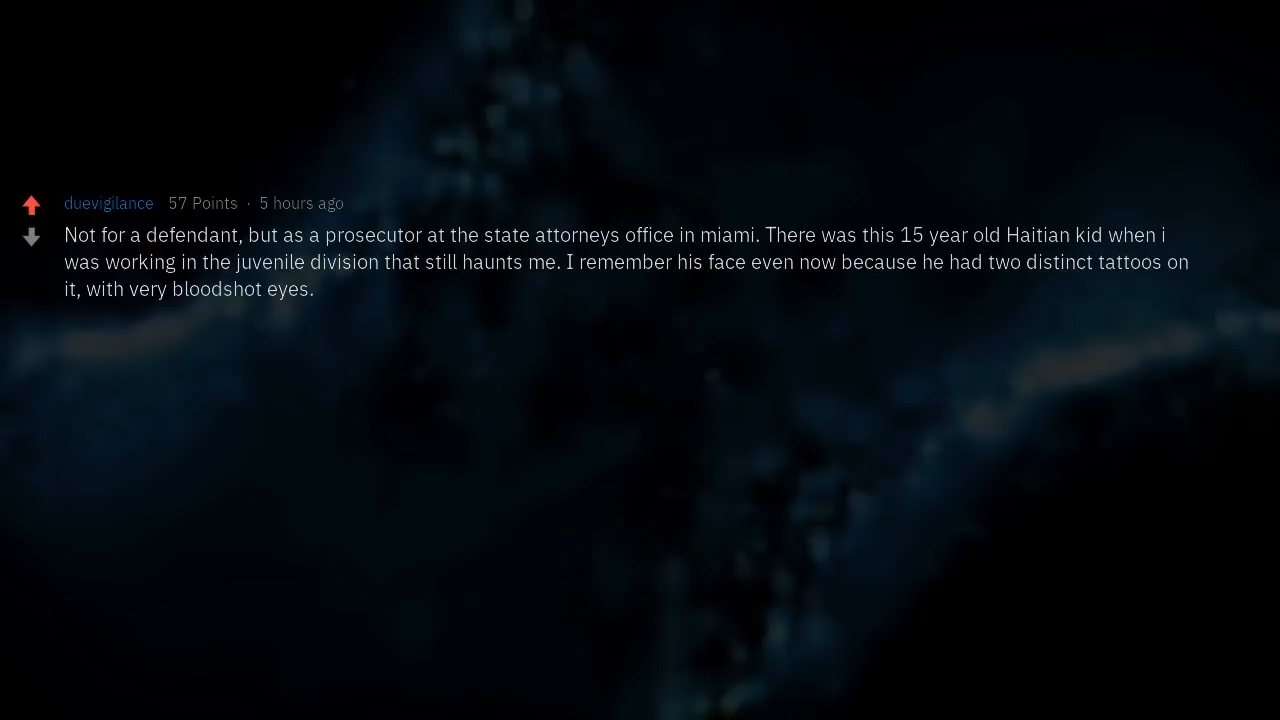 duevigilance 57 Points · 5 hours ago
Not for a defendant, but as a prosecutor at the state attorneys office in miami. There was this 15 year old Haitian kid when i
was working in the juvenile division that still haunts me. I remember his face even now because he had two distinct tattoos on
it, with very bloodshot eyes.